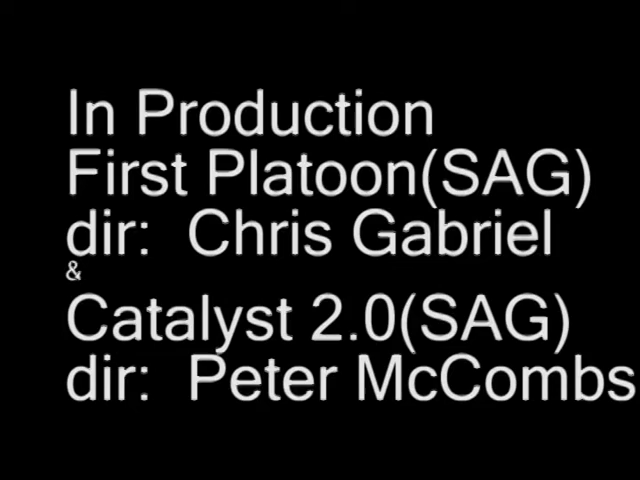 In Production
First Platoon(SAG)
dir:  Chris Gabriel
&
Catalyst 2.0(SAG)
dir:  Peter McCombs